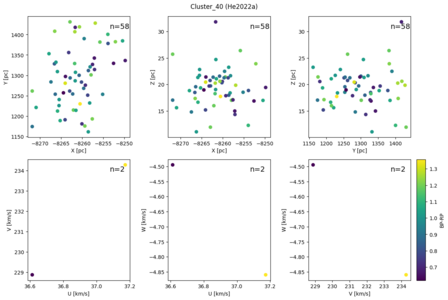 Cluster_40 (He2022a)
n=58
n=58
n=58
1400
1350
1300
1250
1200
1150
Y [pc]
30
25
20
15
Z [pc]
30
25
20
15
Z [pc]
−8270 −8265 −8260 −8255 −8250
−8270 −8265 −8260 −8255 −8250
1150 1200 1250 1300 1350 1400
X [pc]
X [pc]
Y [pc]
n=2
n=2
n=2
234
233
232
231
230
229
V [km/s]
−4.50
−4.55
−4.60
−4.65
−4.70
−4.75
−4.80
−4.85
W [km/s]
−4.50
−4.55
−4.60
−4.65
−4.70
−4.75
−4.80
−4.85
W [km/s]
36.6 36.8 37.0 37.2
36.6 36.8 37.0 37.2
229 230 231 232 233 234
U [km/s]
U [km/s]
V [km/s]
1.3
1.2
1.1
1.0
0.9
0.8
0.7
BP-RP